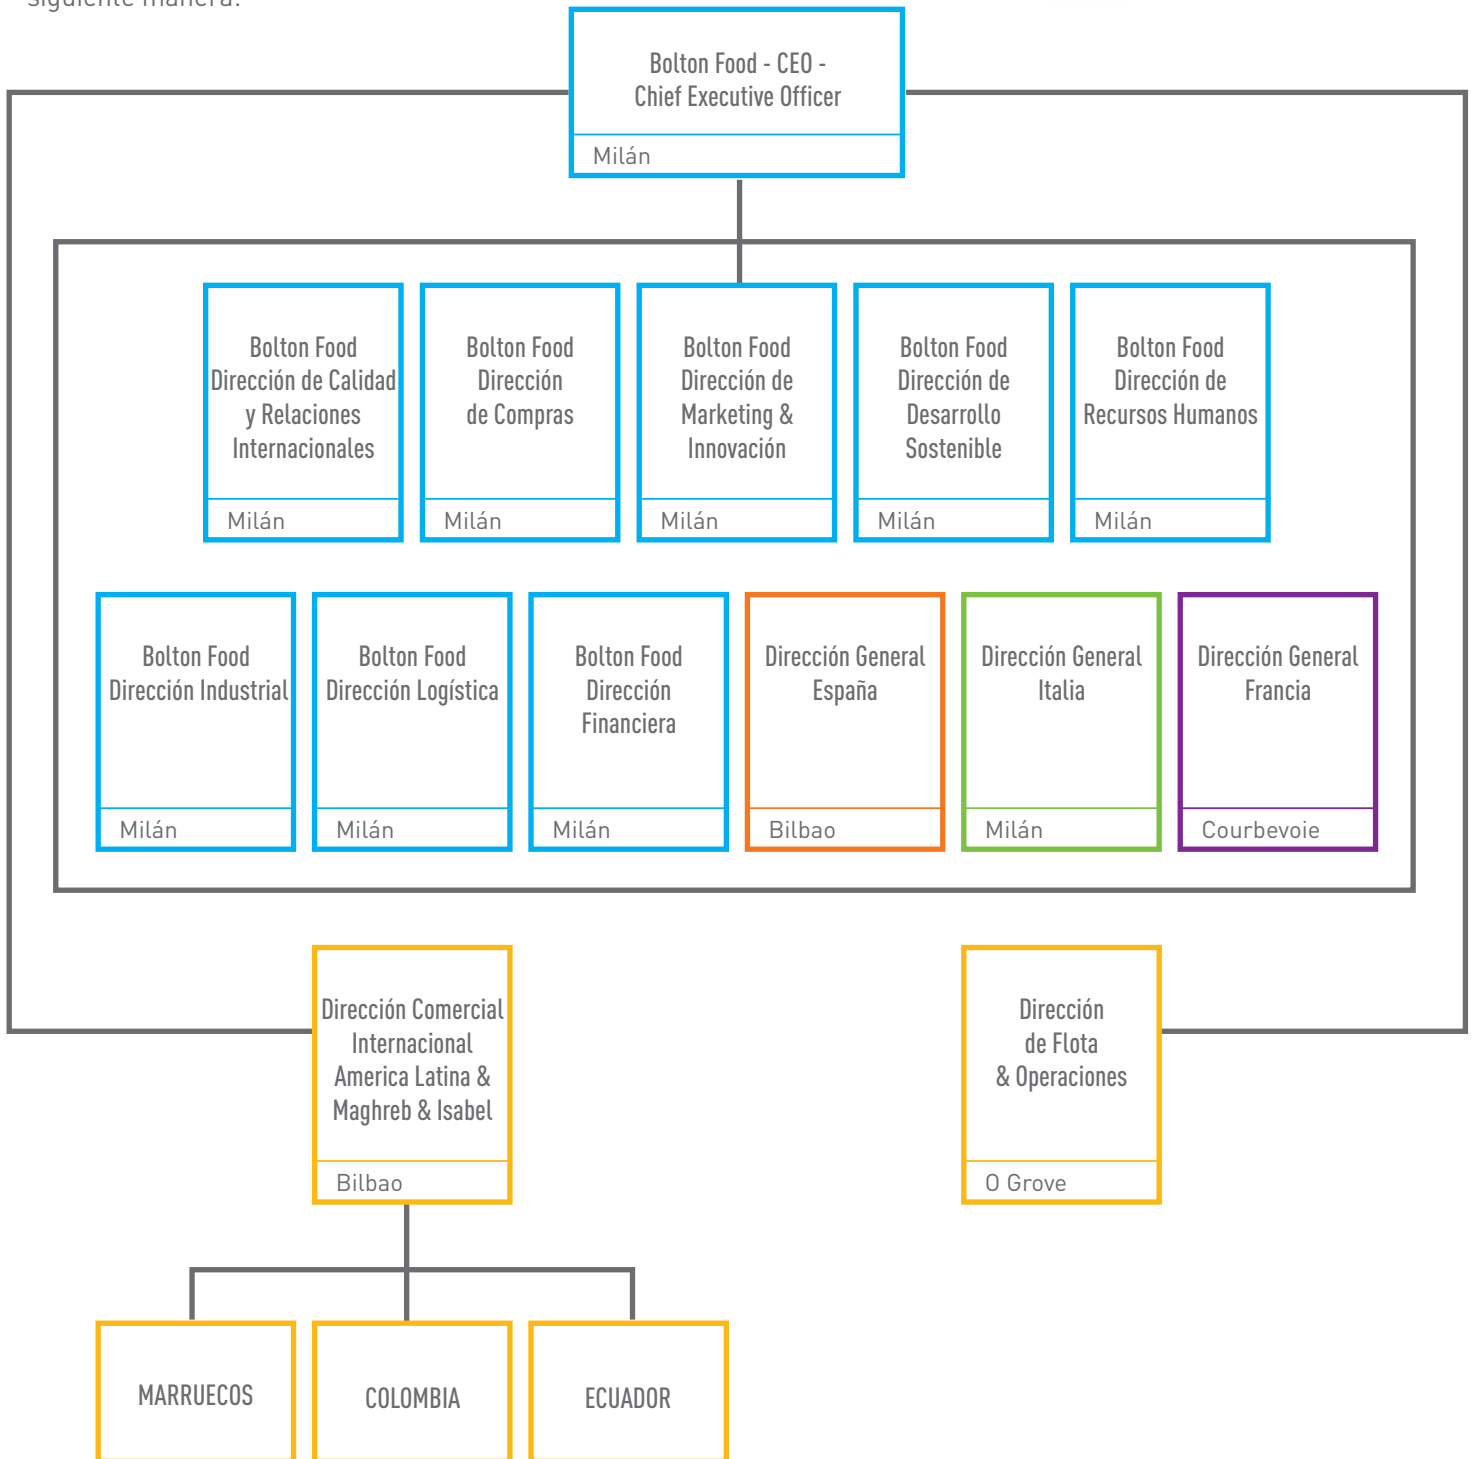 siguiente manera:
Bolton Food - CEO -
Chief Executive Officer
Milán
Bolton Food
Dirección de Calidad
y Relaciones
Internacionales
Milán
Bolton Food
Dirección
de Compras
Milán
Bolton Food
Dirección de
Marketing &
Innovación
Milán
Bolton Food
Dirección de
Desarrollo
Sostenible
Milán
Bolton Food
Dirección de
Recursos Humanos
Milán
Bolton Food
Dirección Industrial
Milán
Bolton Food
Dirección Logística
Milán
Bolton Food
Dirección
Financiera
Milán
Dirección General
España
Bilbao
Dirección General
Italia
Milán
Dirección General
Francia
Courbevoie
Dirección Comercial
Internacional
America Latina &
Maghreb & Isabel
Bilbao
Dirección
de Flota
& Operaciones
O Grove
MARRUECOS
COLOMBIA
ECUADOR